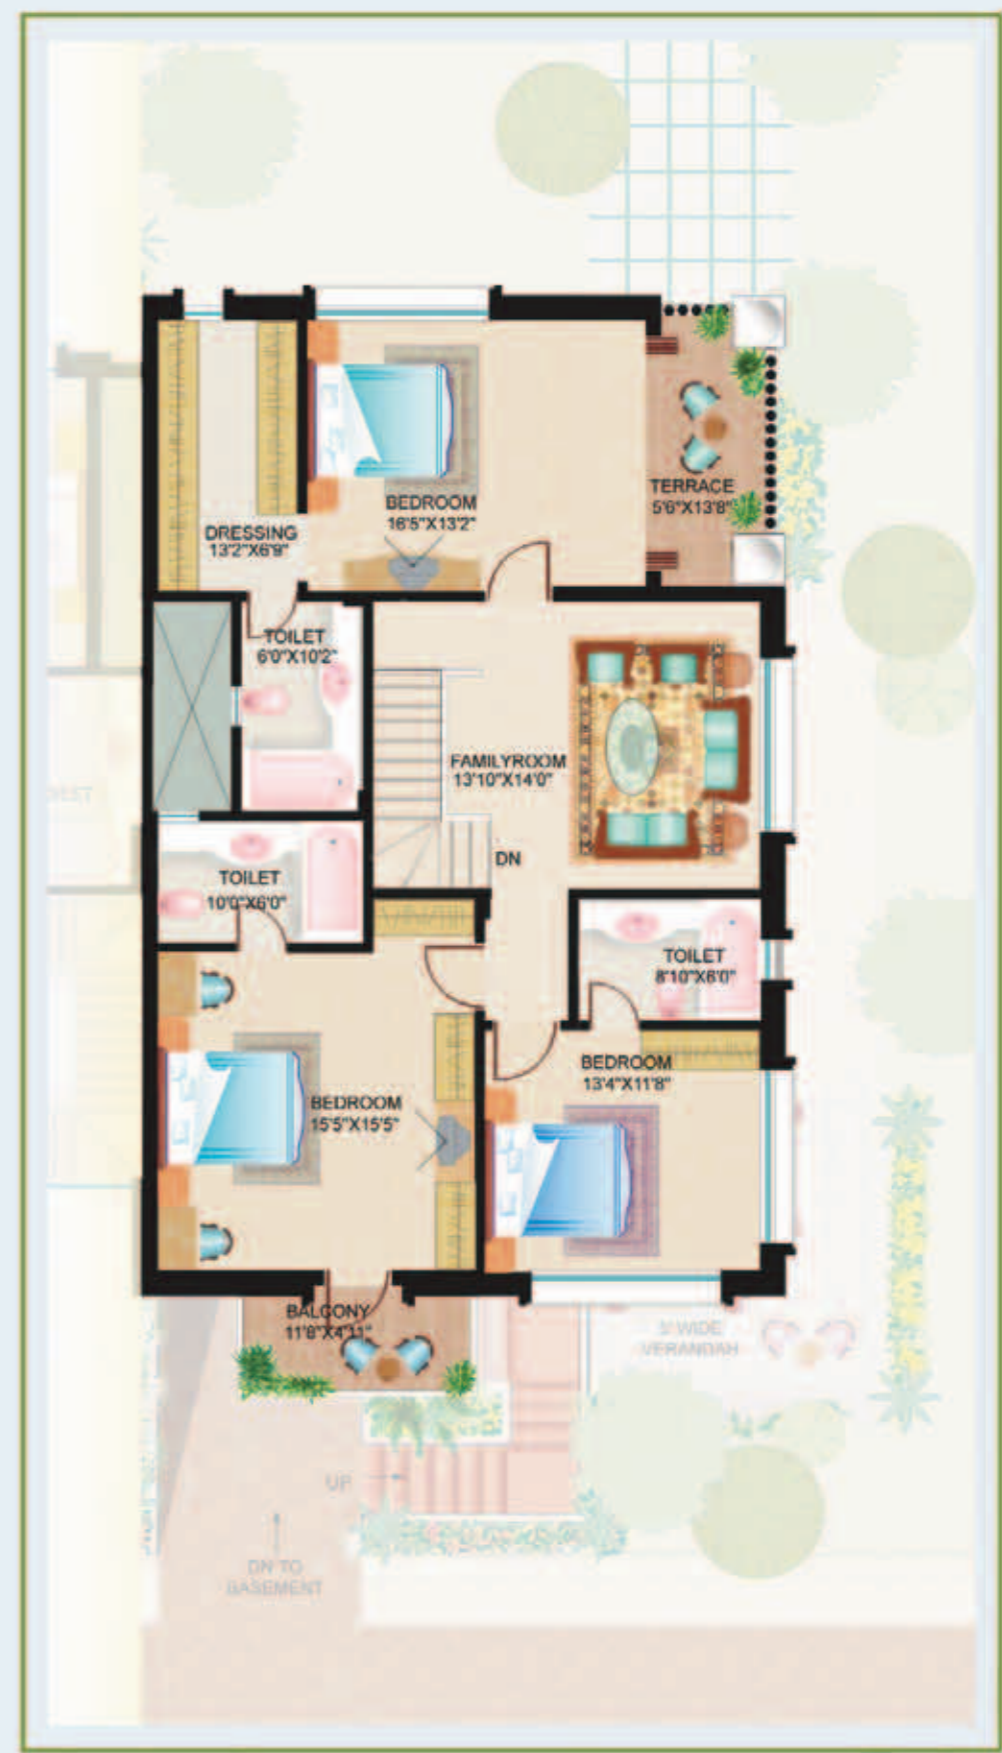 BEDROOM
16'5"X13'2"
TERRACE
5'6"X13'8"
DRESSING
13'2"X6'9"
TOILET
6'0"X10'2"
FAMILYROOM
13'10"X14'0"
DN
TOILET
10'0"X6'0"
TOILET
8'10"X6'0"
BEDROOM
13'4"X11'8"
BEDROOM
15'5"X15'5"
BALCONY
11'8"X4'11"
5' WIDE
VERANDAH
UP
DN TO
BASEMENT